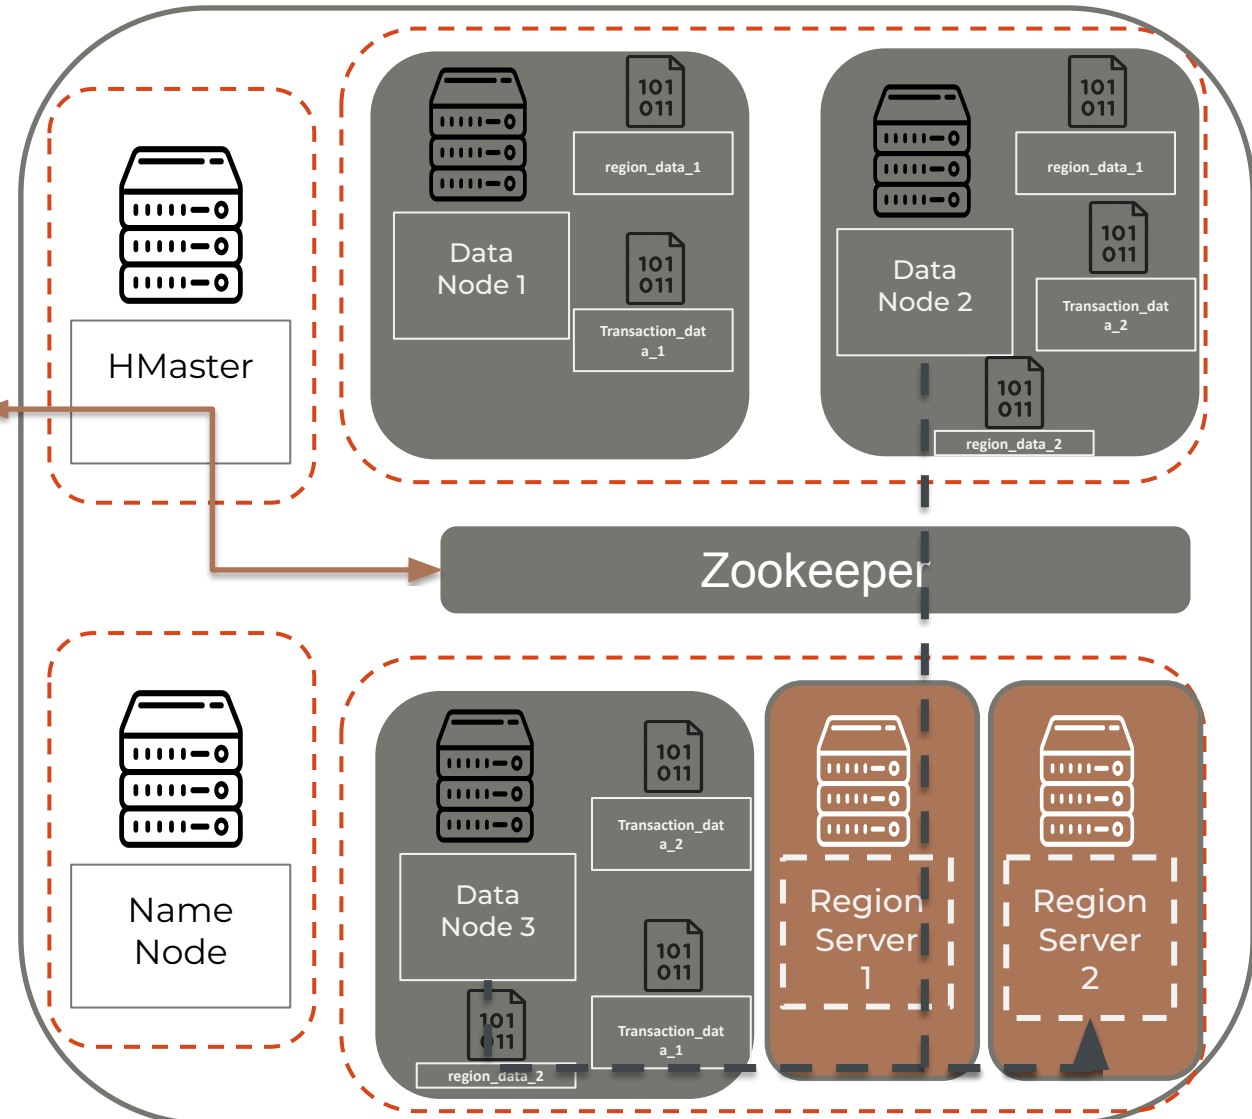 101
011
region_data_1
101
011
region_data_1
Data
Node 1
101
011
Transaction_dat
a_1
Data
Node 2
101
011
Transaction_dat
a_2
101
011
region_data_2
HMaster
Zookeeper
Name
Node
Data
Node 3
101
011
Transaction_dat
a_2
101
011
Transaction_dat
a_1
101
011
region_data_2
Region
Server
1
Region
Server
2